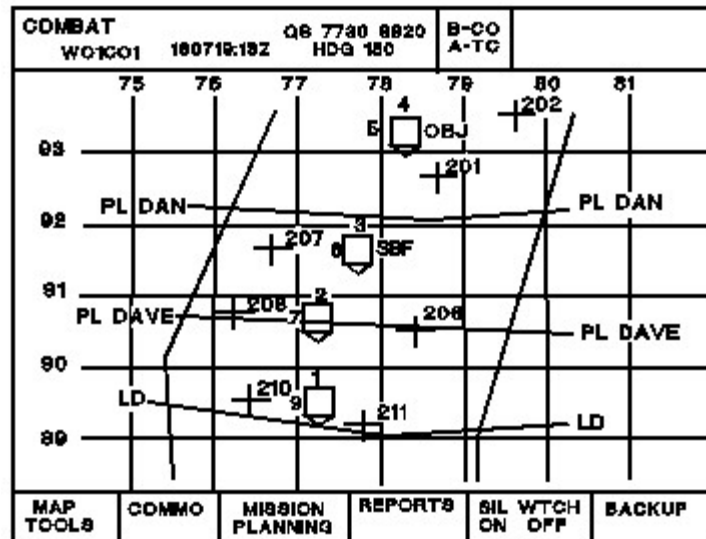 COMBAT QS 7730 8920 B-CO
WO1CO1 160719:13Z HDG 180 A-TC
75 76 77 78 79 80 81
4 202
5 OBJ
93
201
92
PL DAN PL DAN
3
207
6 SBF
91
208 2
PL DAVE 7 206 PL DAVE
90
1
210
LD 9 211 LD
89
MAP TOOLS
COMMO
MISSION PLANNING
REPORTS
SIL WTCH
ON OFF
BACKUP